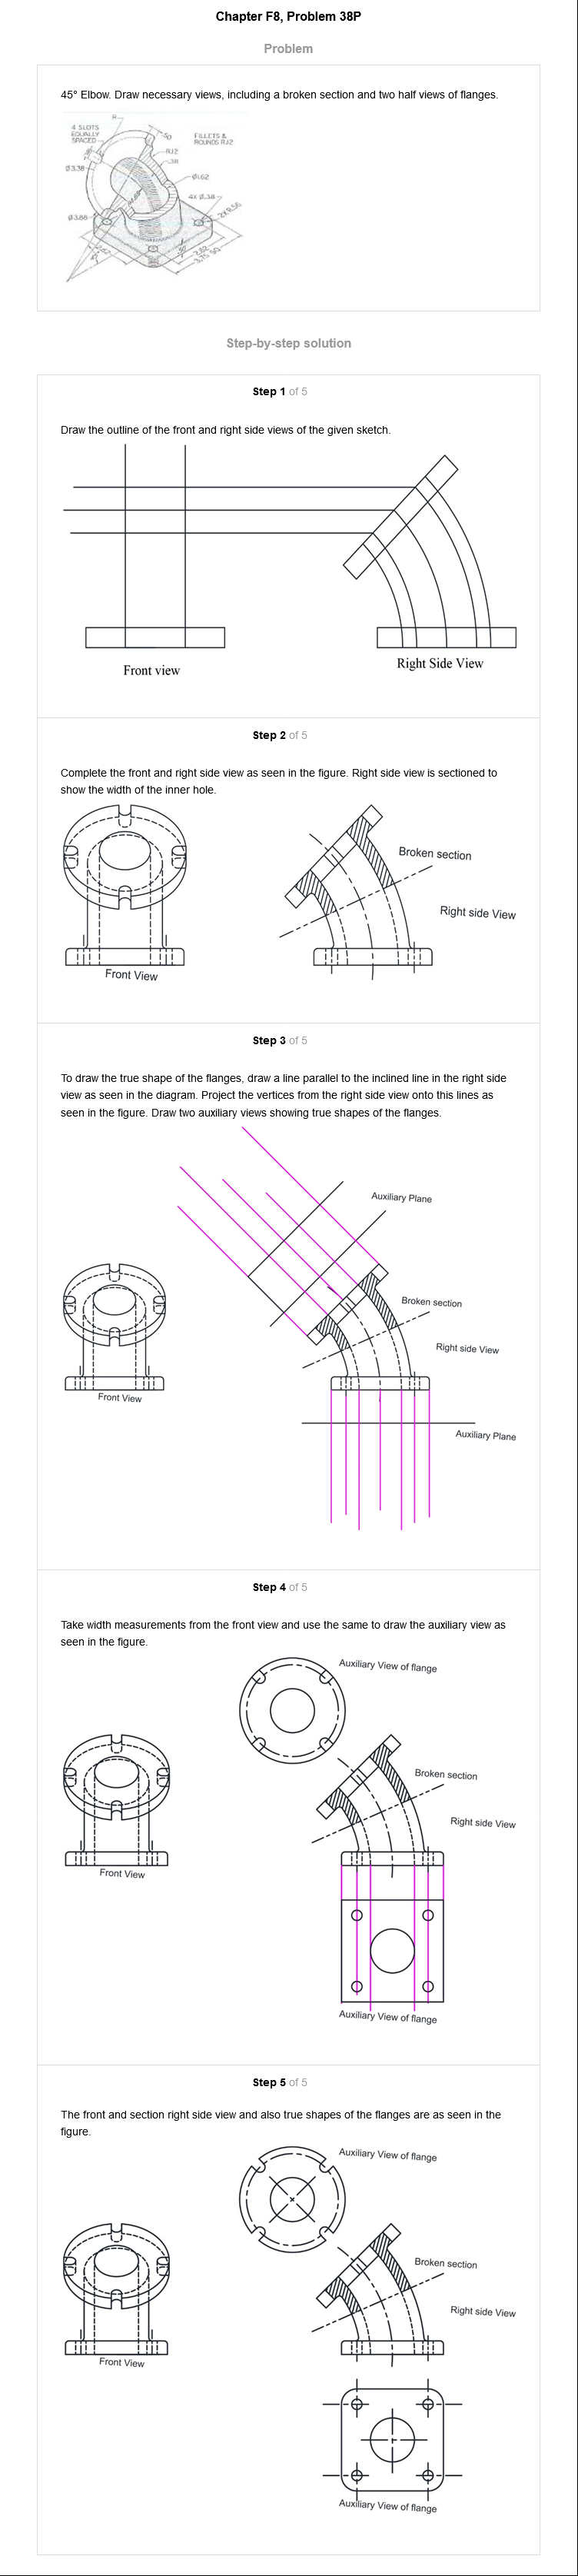 Chapter F8, Problem 38P
Problem
45° Elbow. Draw necessary views, including a broken section and two half views of flanges.
4 SLOTS
EQUALLY
SPACED
R
.50
FILLETS &
ROUNDS R.12
R.12
.38
Ø3.38
Ø1.62
4X Ø.38
2X R.56
Ø3.88
2.62
3.75
.50
45°
Step-by-step solution
Step 1 of 5
Draw the outline of the front and right side views of the given sketch.
Front view
Right Side View
Step 2 of 5
Complete the front and right side view as seen in the figure. Right side view is sectioned to
show the width of the inner hole.
Broken section
Right side View
Front View
Step 3 of 5
To draw the true shape of the flanges, draw a line parallel to the inclined line in the right side
view as seen in the diagram. Project the vertices from the right side view onto this lines as
seen in the figure. Draw two auxiliary views showing true shapes of the flanges.
Auxiliary Plane
Broken section
Right side View
Front View
Auxiliary Plane
Step 4 of 5
Take width measurements from the front view and use the same to draw the auxiliary view as
seen in the figure.
Auxiliary View of flange
Broken section
Right side View
Front View
Auxiliary View of flange
Step 5 of 5
The front and section right side view and also true shapes of the flanges are as seen in the
figure.
Auxiliary View of flange
Broken section
Right side View
Front View
Auxiliary View of flange